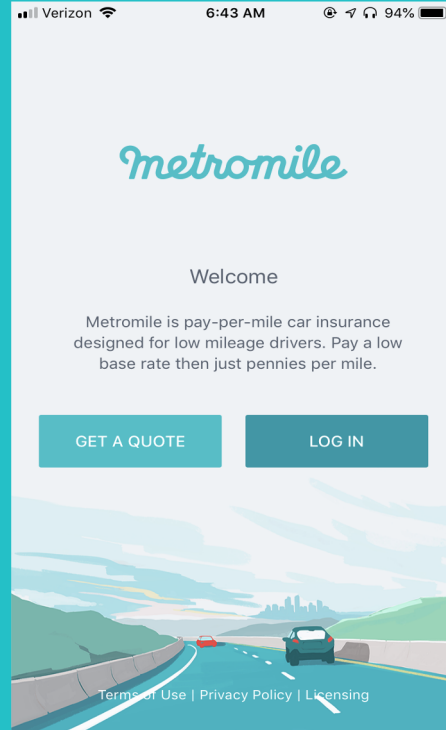 Verizon 6:43 AM 94%
metromile
Welcome
Metromile is pay-per-mile car insurance
designed for low mileage drivers. Pay a low
base rate then just pennies per mile.
GET A QUOTE LOG IN
Terms of Use | Privacy Policy | Licensing